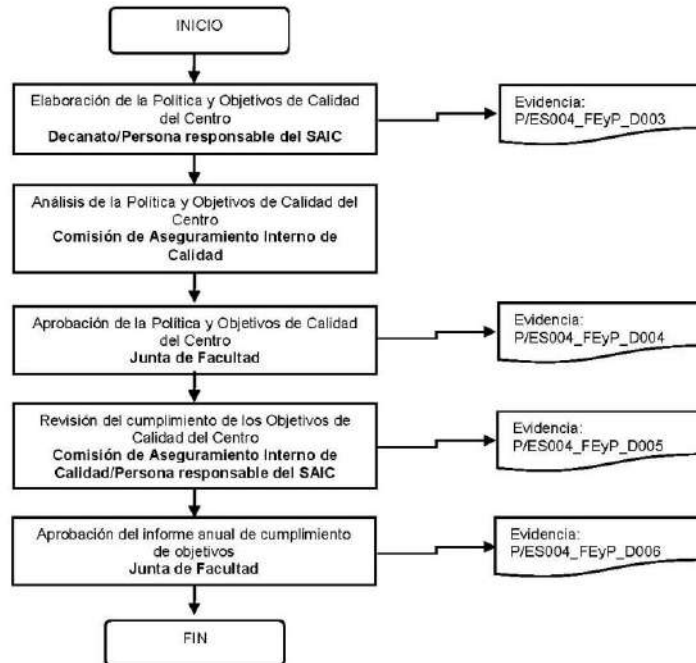 INICIO
Elaboración de la Política y Objetivos de Calidad
del Centro
Decanato/Persona responsable del SAIC
Evidencia:
P/ES004_FEyP_D003
Análisis de la Política y Objetivos de Calidad del
Centro
Comisión de Aseguramiento Interno de
Calidad
Aprobación de la Política y Objetivos de Calidad
del Centro
Junta de Facultad
Evidencia:
P/ES004_FEyP_D004
Revisión del cumplimiento de los Objetivos de
Calidad del Centro
Comisión de Aseguramiento Interno de
Calidad/Persona responsable del SAIC
Evidencia:
P/ES004_FEyP_D005
Aprobación del informe anual de cumplimiento
de objetivos
Junta de Facultad
Evidencia:
P/ES004_FEyP_D006
FIN